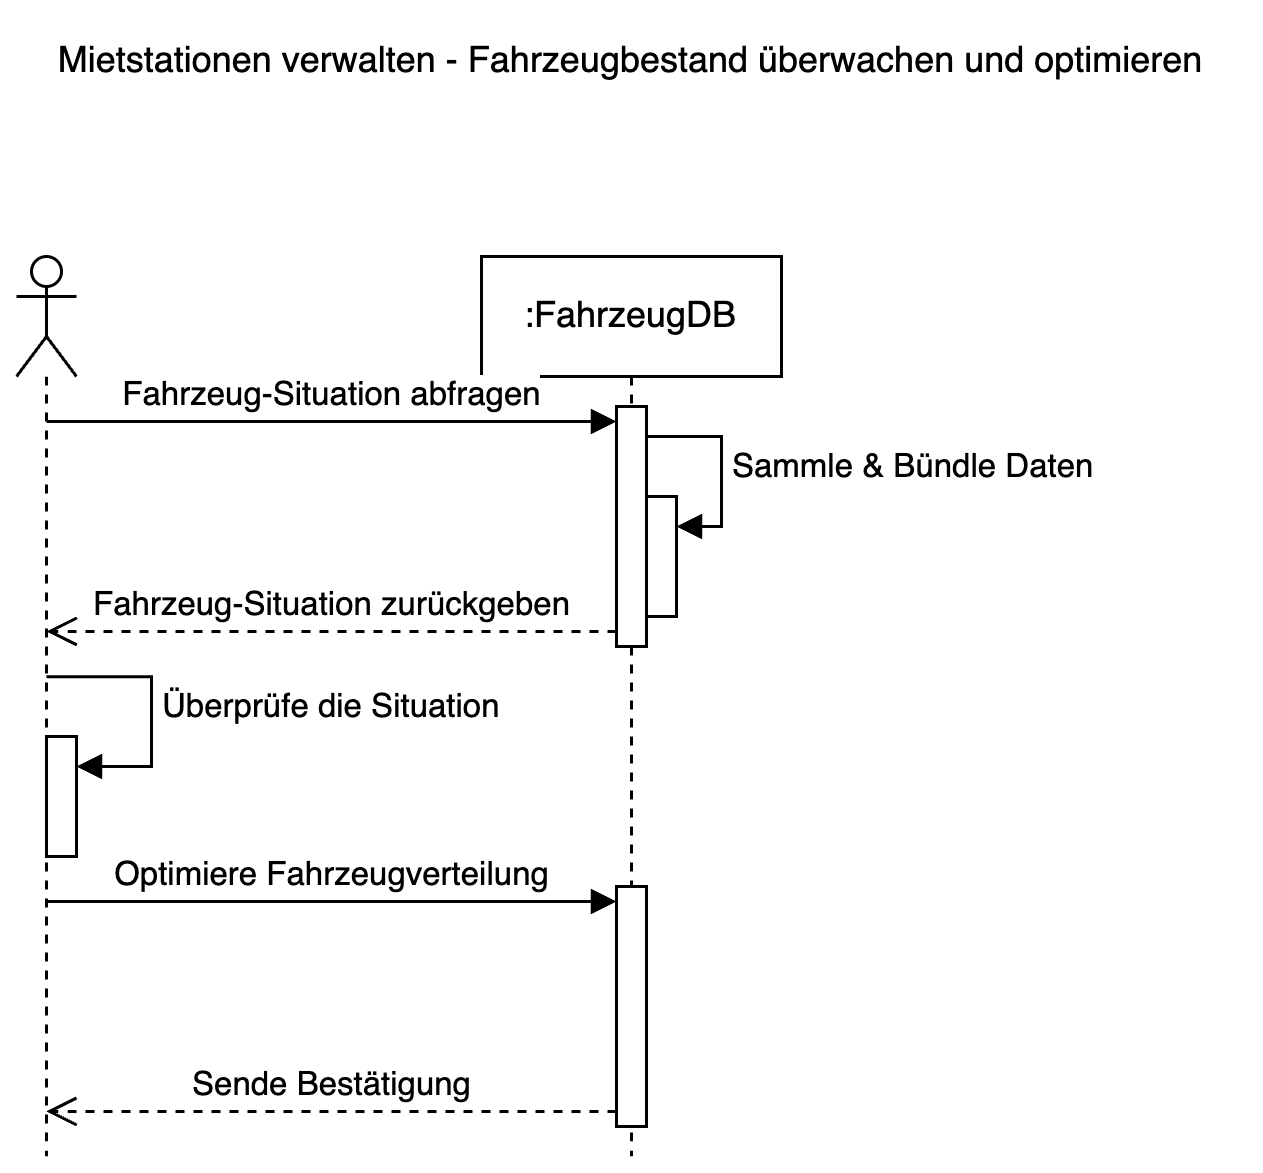 Mietstationen verwalten - Fahrzeugbestand überwachen und optimieren
:FahrzeugDB
Fahrzeug-Situation abfragen
Sammle & Bündle Daten
Fahrzeug-Situation zurückgeben
Überprüfe die Situation
Optimiere Fahrzeugverteilung
Sende Bestätigung